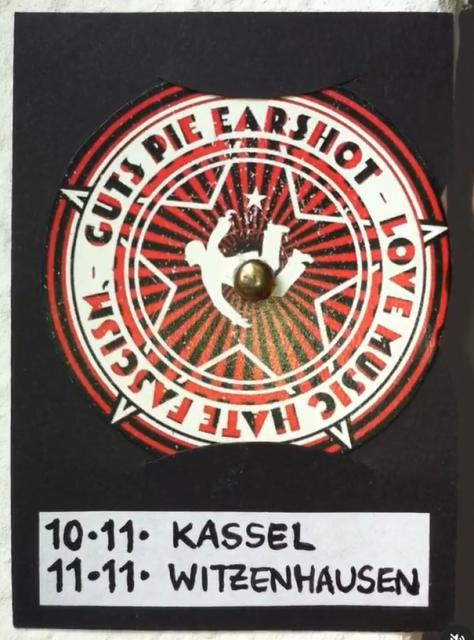 GUTS PIE EARSHOT - LOVE MUSIC HATE FASCISM. -
10·11· KASSEL
11·11· WITZENHAUSEN